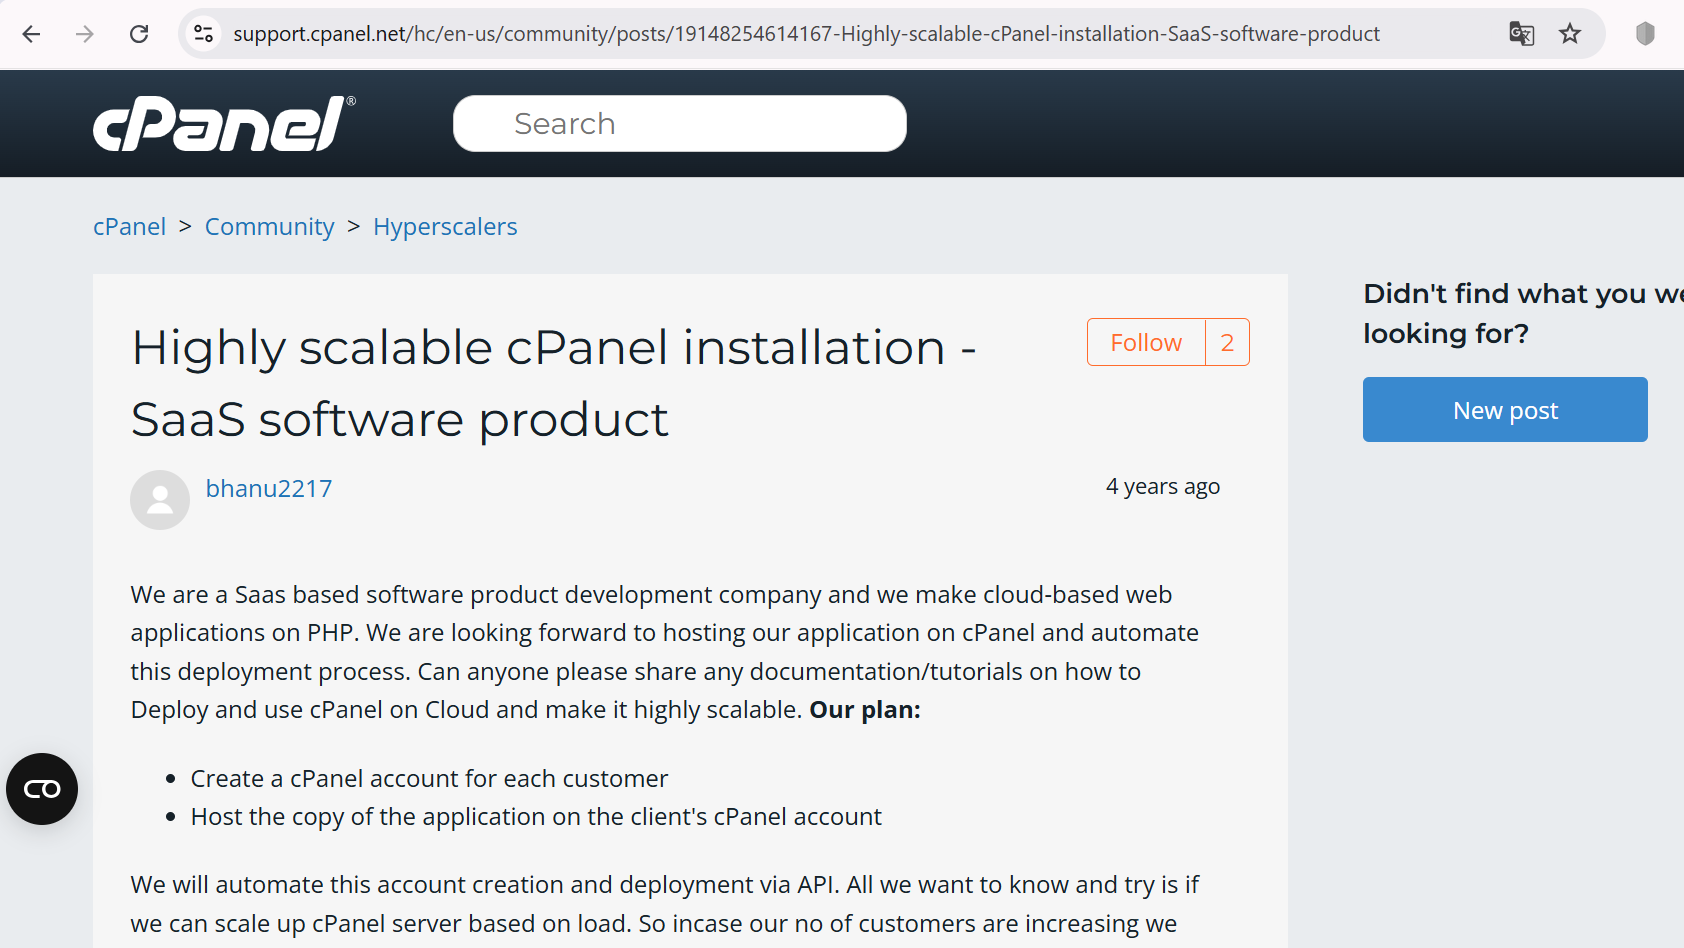 support.cpanel.net/hc/en-us/community/posts/19148254614167-Highly-scalable-cPanel-installation-SaaS-software-product
cPanel®
Search
cPanel > Community > Hyperscalers
Highly scalable cPanel installation -
SaaS software product
Follow 2
bhanu2217
4 years ago
We are a Saas based software product development company and we make cloud-based web
applications on PHP. We are looking forward to hosting our application on cPanel and automate
this deployment process. Can anyone please share any documentation/tutorials on how to
Deploy and use cPanel on Cloud and make it highly scalable. Our plan:
• Create a cPanel account for each customer
• Host the copy of the application on the client's cPanel account
We will automate this account creation and deployment via API. All we want to know and try is if
we can scale up cPanel server based on load. So incase our no of customers are increasing we
Didn't find what you we
looking for?
New post